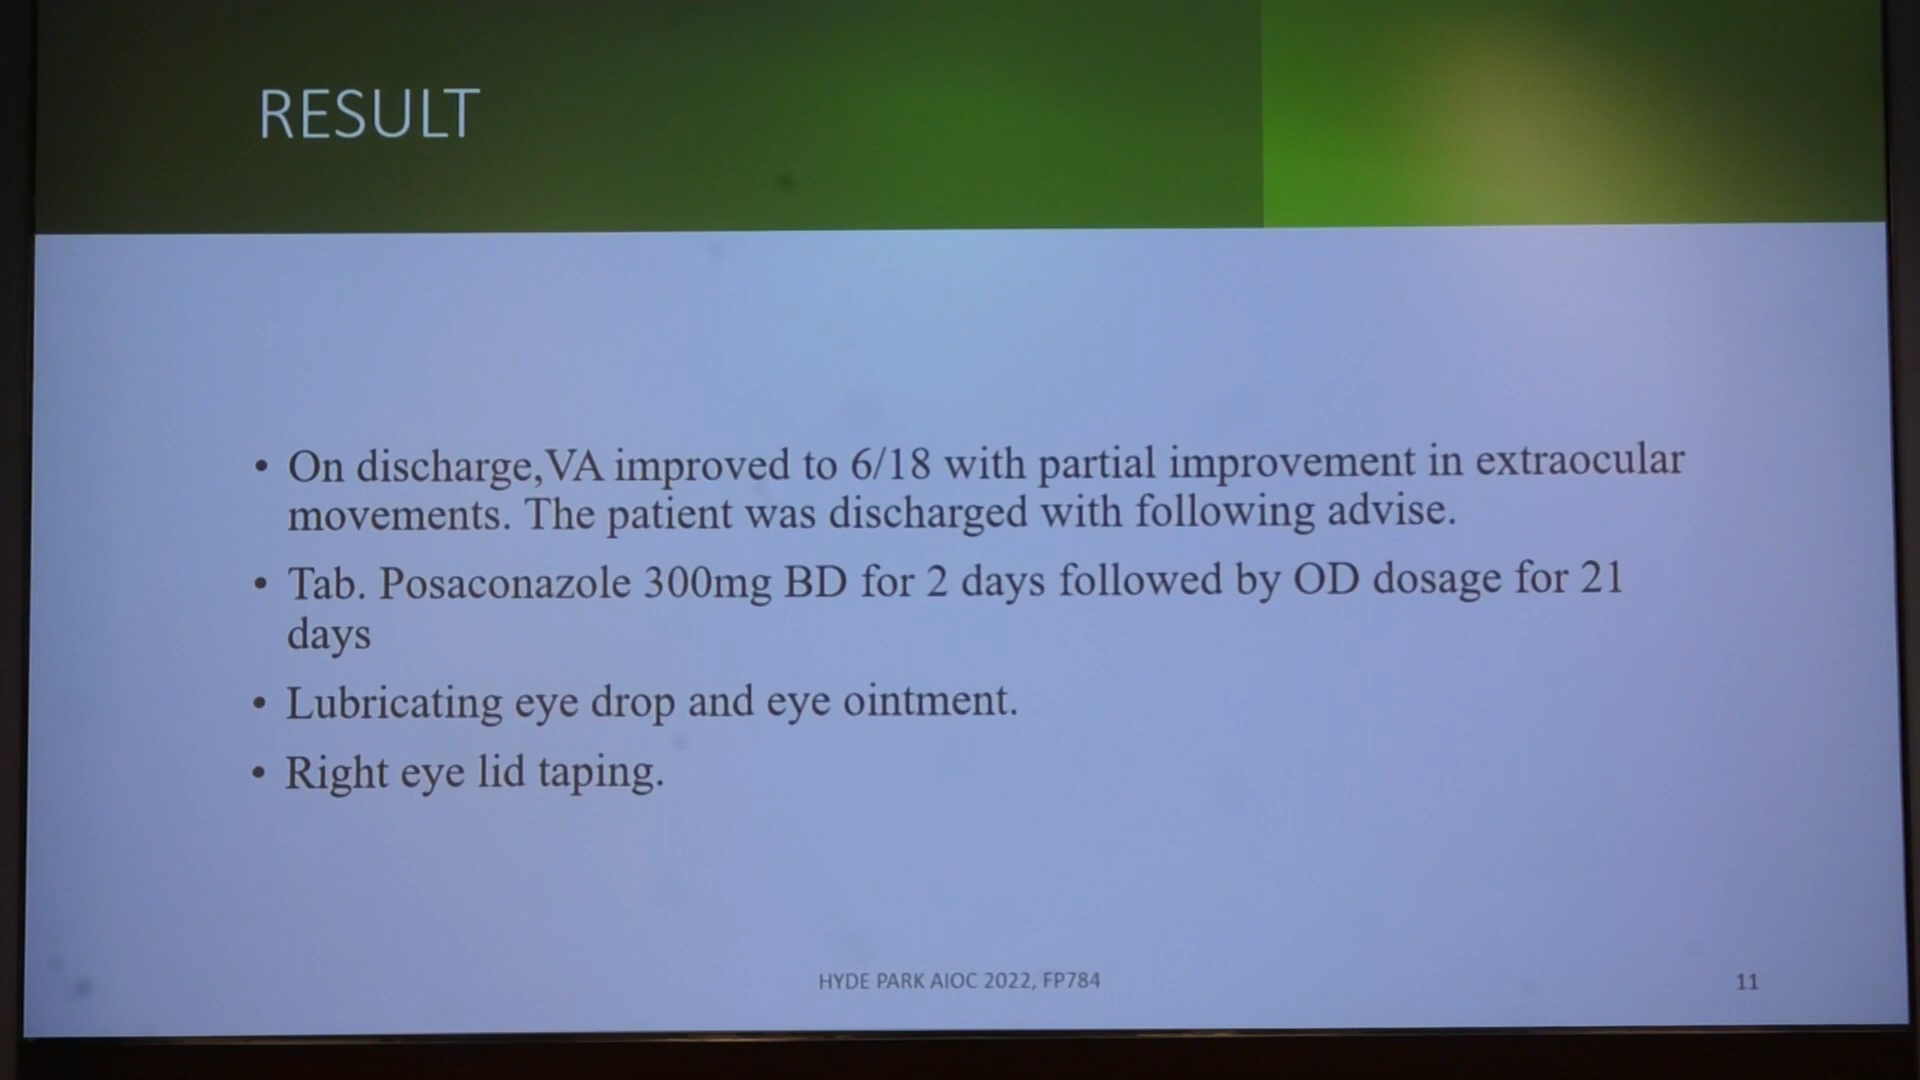 RESULT
• On discharge,VA improved to 6/18 with partial improvement in extraocular
movements. The patient was discharged with following advise.
• Tab. Posaconazole 300mg BD for 2 days followed by OD dosage for 21
days
• Lubricating eye drop and eye ointment.
• Right eye lid taping.
HYDE PARK AIOC 2022, FP784
11